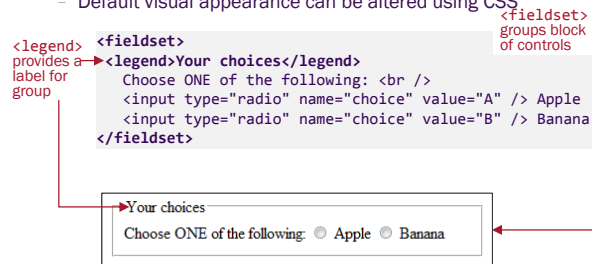 – Default visual appearance can be altered using CSS
<fieldset>
groups block
of controls
<legend>
provides a
label for
group
<fieldset>
<legend>Your choices</legend>
Choose ONE of the following: <br />
<input type="radio" name="choice" value="A" /> Apple
<input type="radio" name="choice" value="B" /> Banana
</fieldset>
Your choices
Choose ONE of the following: Apple Banana